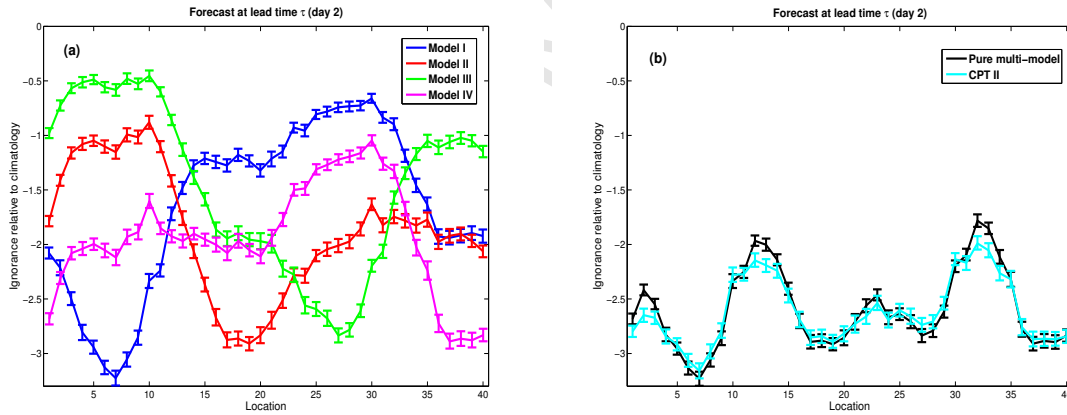 Forecast at lead time τ (day 2)
(a)
Model I
Model II
Model III
Model IV
Ignorance relative to climatology
0
−0.5
−1
−1.5
−2
−2.5
−3
5 10 15 20 25 30 35 40
Location
Forecast at lead time τ (day 2)
(b)
Pure multi−model
CPT II
Ignorance relative to climatology
0
−0.5
−1
−1.5
−2
−2.5
−3
5 10 15 20 25 30 35
Location